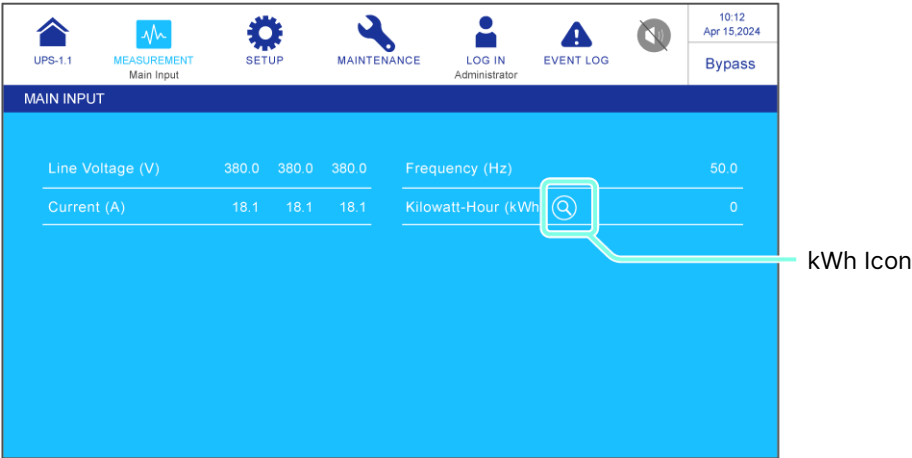 10:12
Apr 15,2024
UPS-1.1
MEASUREMENT
Main Input
SETUP
MAINTENANCE
LOG IN
Administrator
EVENT LOG
Bypass
MAIN INPUT
Line Voltage (V) 380.0 380.0 380.0 Frequency (Hz) 50.0
Current (A) 18.1 18.1 18.1 Kilowatt-Hour (kWh 0
kWh Icon